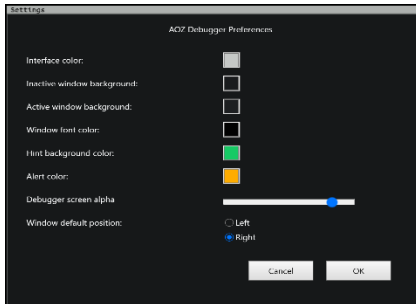 Settings
AOZ Debugger Preferences
Interface color:
Inactive window background:
Active window background:
Window font color:
Hint background color:
Alert color:
Debugger screen alpha
Window default position:
Left
Right
Cancel OK